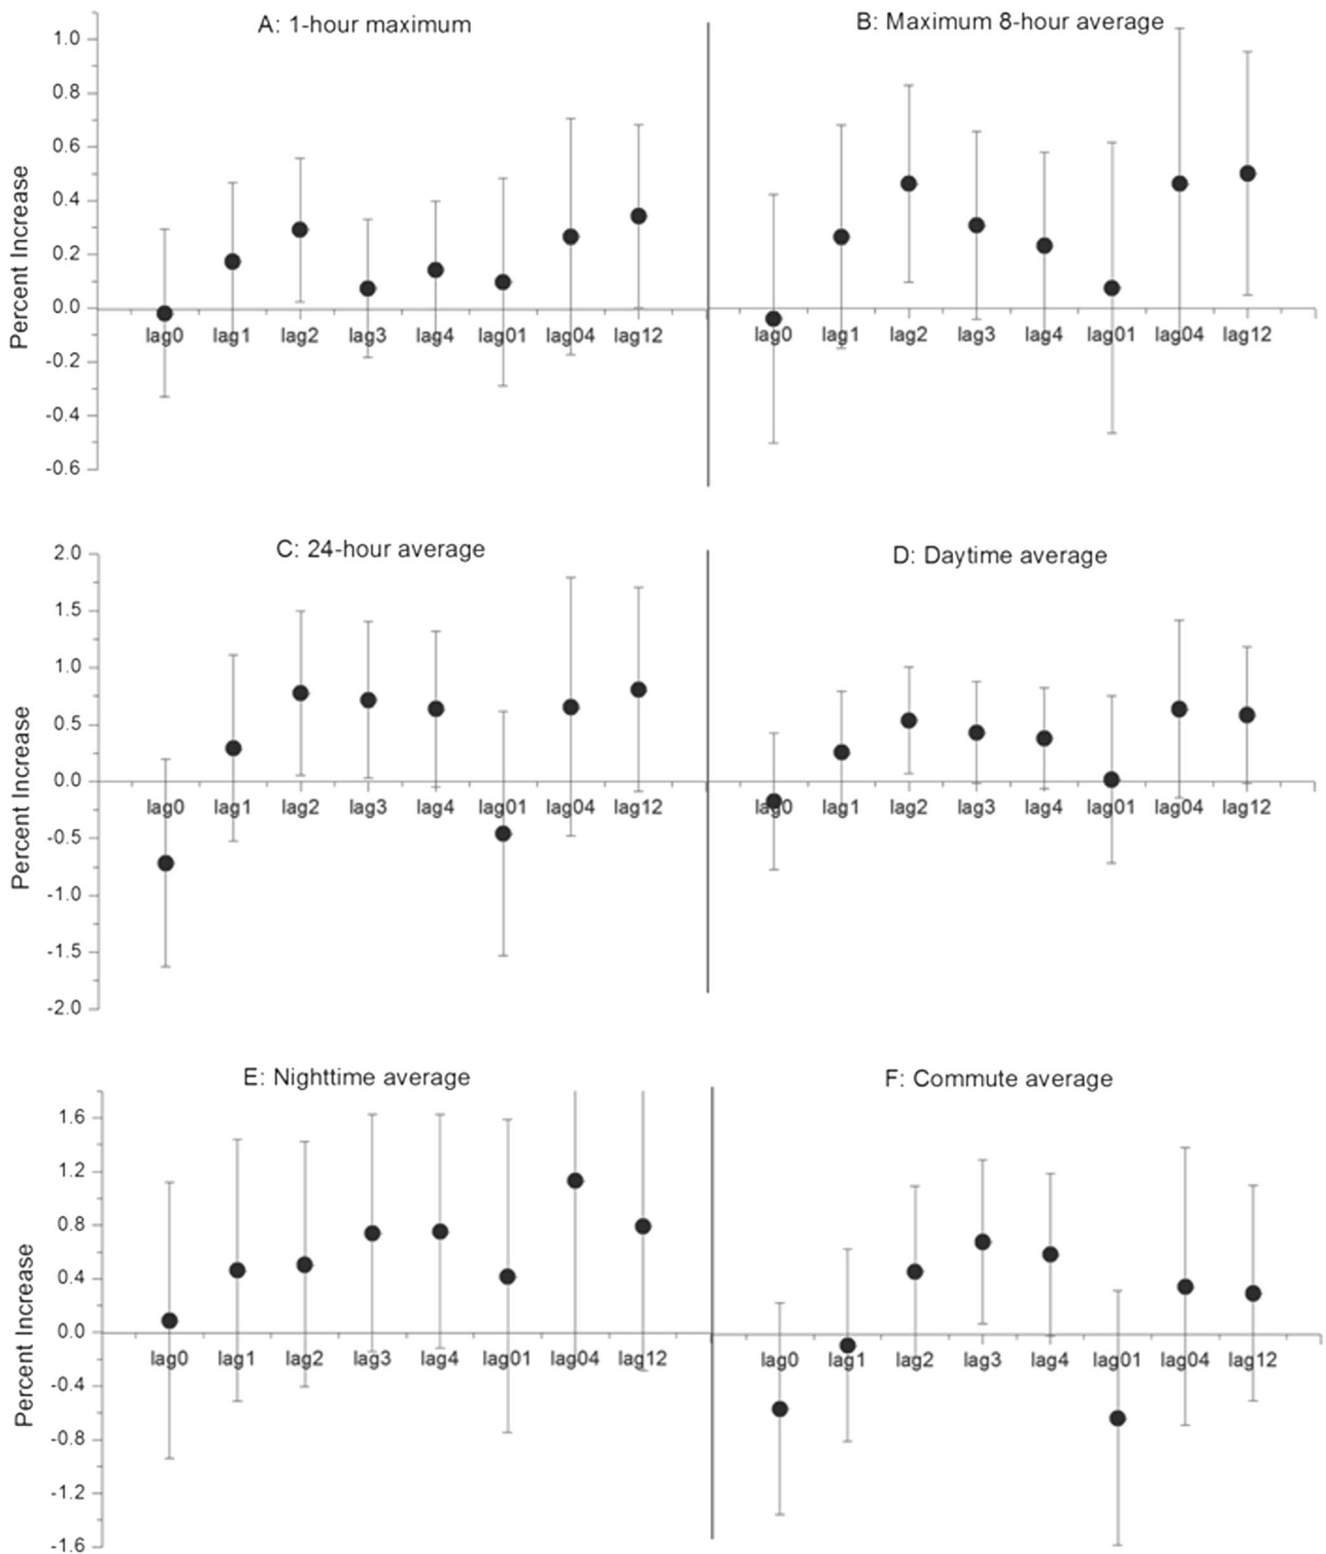 A: 1-hour maximum
B: Maximum 8-hour average
Percent Increase
1.0
0.8
0.6
0.4
0.2
0.0
-0.2
-0.4
-0.6
lag0 lag1 lag2 lag3 lag4 lag01 lag04 lag12
lag0 lag1 lag2 lag3 lag4 lag01 lag04 lag12
C: 24-hour average
D: Daytime average
Percent Increase
2.0
1.5
1.0
0.5
0.0
-0.5
-1.0
-1.5
-2.0
lag0 lag1 lag2 lag3 lag4 lag01 lag04 lag12
lag0 lag1 lag2 lag3 lag4 lag01 lag04 lag12
E: Nighttime average
F: Commute average
Percent Increase
1.6
1.2
0.8
0.4
0.0
-0.4
-0.8
-1.2
-1.6
lag0 lag1 lag2 lag3 lag4 lag01 lag04 lag12
lag0 lag1 lag2 lag3 lag4 lag01 lag04 lag12